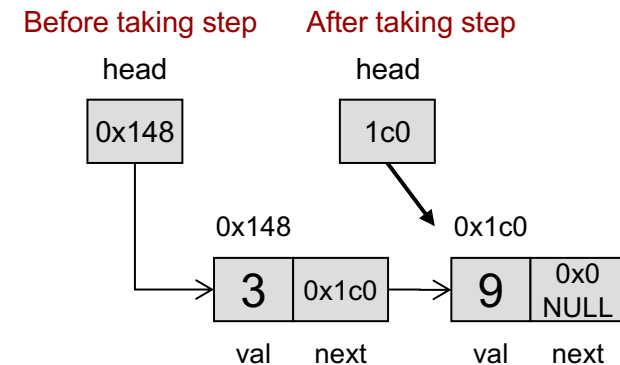 Before taking step
After taking step
head
head
0x148
1c0
0x148
0x1c0
3
0x1c0
9
0x0
NULL
val
next
val
next